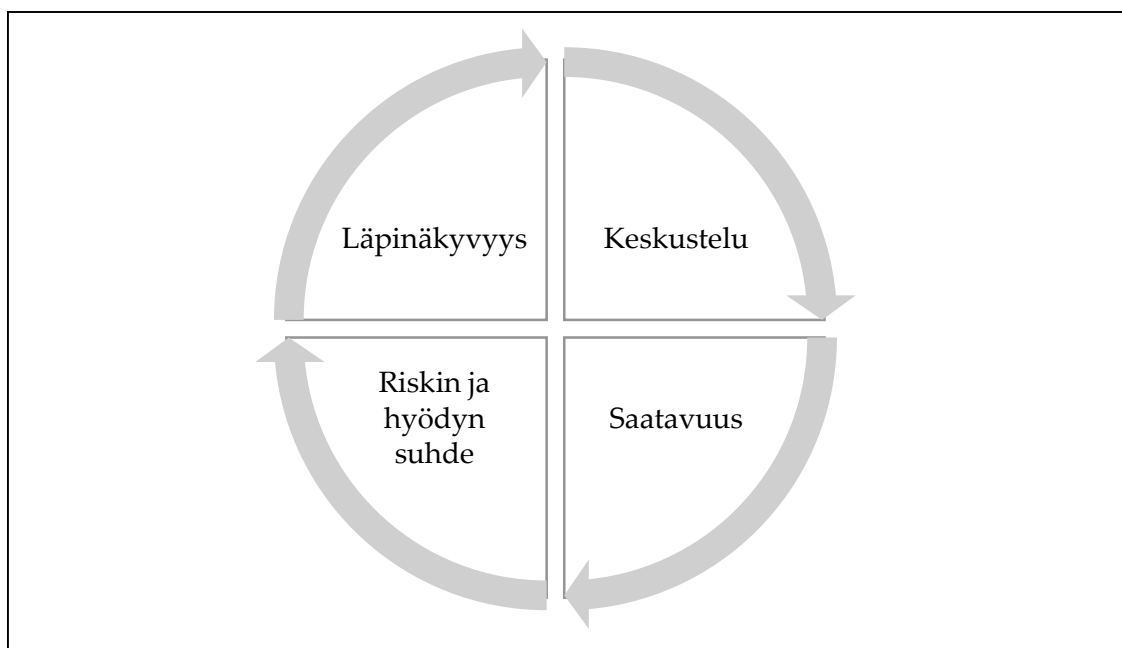 Läpinäkyvyys
Keskustelu
Riskin ja
hyödyn
suhde
Saatavuus